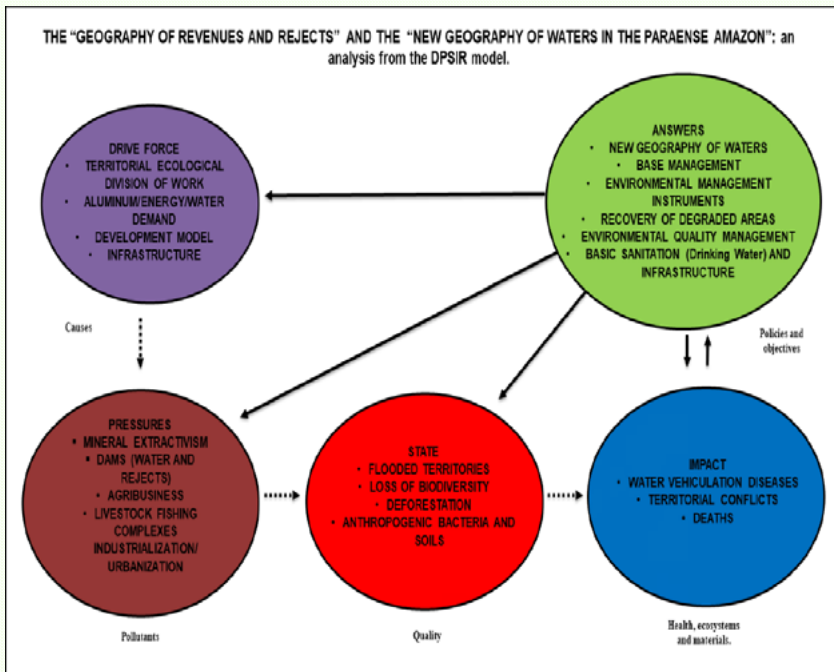 THE “GEOGRAPHY OF REVENUES AND REJECTS” AND THE “NEW GEOGRAPHY OF WATERS IN THE PARAENSE AMAZON”: an
analysis from the DPSIR model.
DRIVE FORCE
• TERRITORIAL ECOLOGICAL
DIVISION OF WORK
• ALUMINUM/ENERGY/WATER
DEMAND
• DEVELOPMENT MODEL
• INFRASTRUCTURE
ANSWERS
• NEW GEOGRAPHY OF WATERS
• BASE MANAGEMENT
• ENVIRONMENTAL MANAGEMENT
INSTRUMENTS
• RECOVERY OF DEGRADED AREAS
• ENVIRONMENTAL QUALITY MANAGEMENT
• BASIC SANITATION (Drinking Water) AND
INFRASTRUCTURE
Causes
Policies and
objectives
PRESSURES
▪ MINERAL EXTRACTIVISM
▪ DAMS (WATER AND
REJECTS)
• AGRIBUSINESS
• LIVESTOCK FISHING
COMPLEXES
INDUSTRIALIZATION/
URBANIZATION
STATE
• FLOODED TERRITORIES
• LOSS OF BIODIVERSITY
• DEFORESTATION
• ANTHROPOGENIC BACTERIA AND
SOILS
IMPACT
• WATER VEHICULATION DISEASES
• TERRITORIAL CONFLICTS
• DEATHS
Pollutants
Quality
Health, ecosystems
and materials.